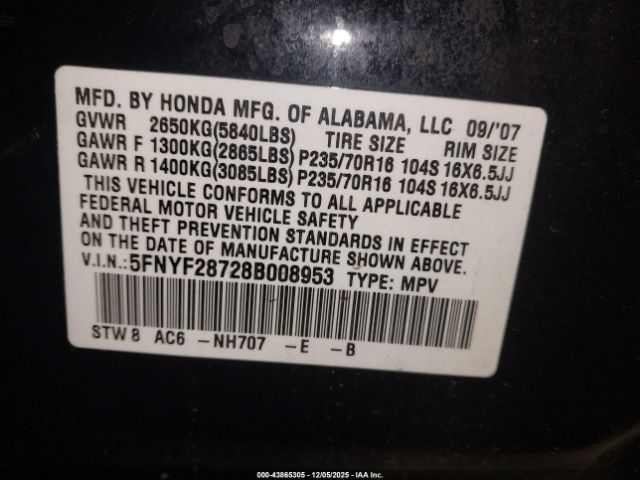 MFD. BY HONDA MFG. OF ALABAMA, LLC 09/'07
GVWR 2650KG(5840LBS) TIRE SIZE RIM SIZE
GAWR F 1300KG(2865LBS) P235/70R16 104S 16X6.5JJ
GAWR R 1400KG(3085LBS) P235/70R16 104S 16X6.5JJ
THIS VEHICLE CONFORMS TO ALL APPLICABLE
FEDERAL MOTOR VEHICLE SAFETY
AND THEFT PREVENTION STANDARDS IN EFFECT
ON THE DATE OF MANUFACTURE SHOWN ABOVE.
V.I.N.: 5FNYF28728B008953 TYPE: MPV
STW8 AC6 -NH707 -E -B
000-43865305 - 12/05/2025 - IAA Inc.